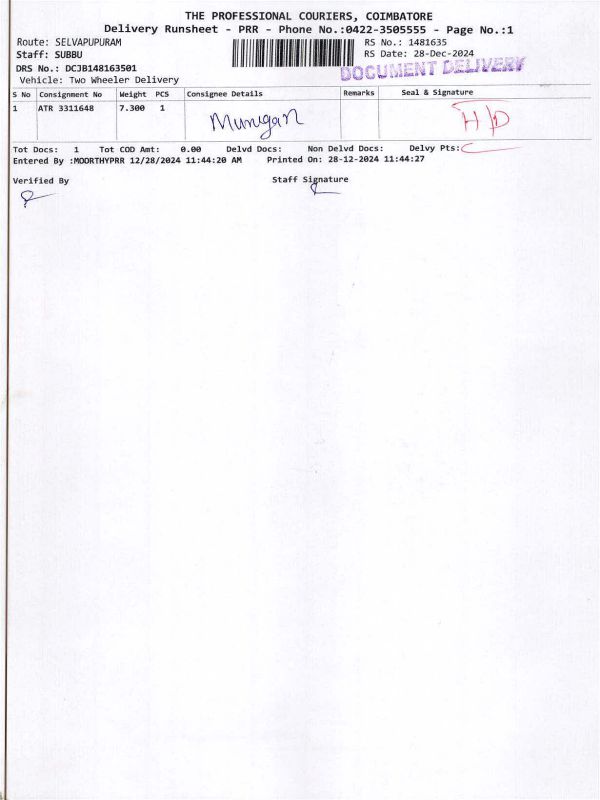 THE PROFESSIONAL COURIERS, COIMBATORE
Delivery Runsheet - PRR - Phone No.:0422-3505555 - Page No.:1
Route: SELVAPUPURAM RS No.: 1481635
Staff: SUBBU RS Date: 28-Dec-2024
DRS No.: DCJB148163501 DOCUMENT DELIVERY
Vehicle: Two Wheeler Delivery
S No Consignment No Weight PCS Consignee Details Remarks Seal & Signature
1 ATR 3311648 7.300 1 Murugan H/D
Tot Docs: 1 Tot COD Amt: 0.00 Delvd Docs: Non Delvd Docs: Delvy Pts:
Entered By :MOORTHYPRR 12/28/2024 11:44:20 AM Printed On: 28-12-2024 11:44:27
Verified By Staff Signature